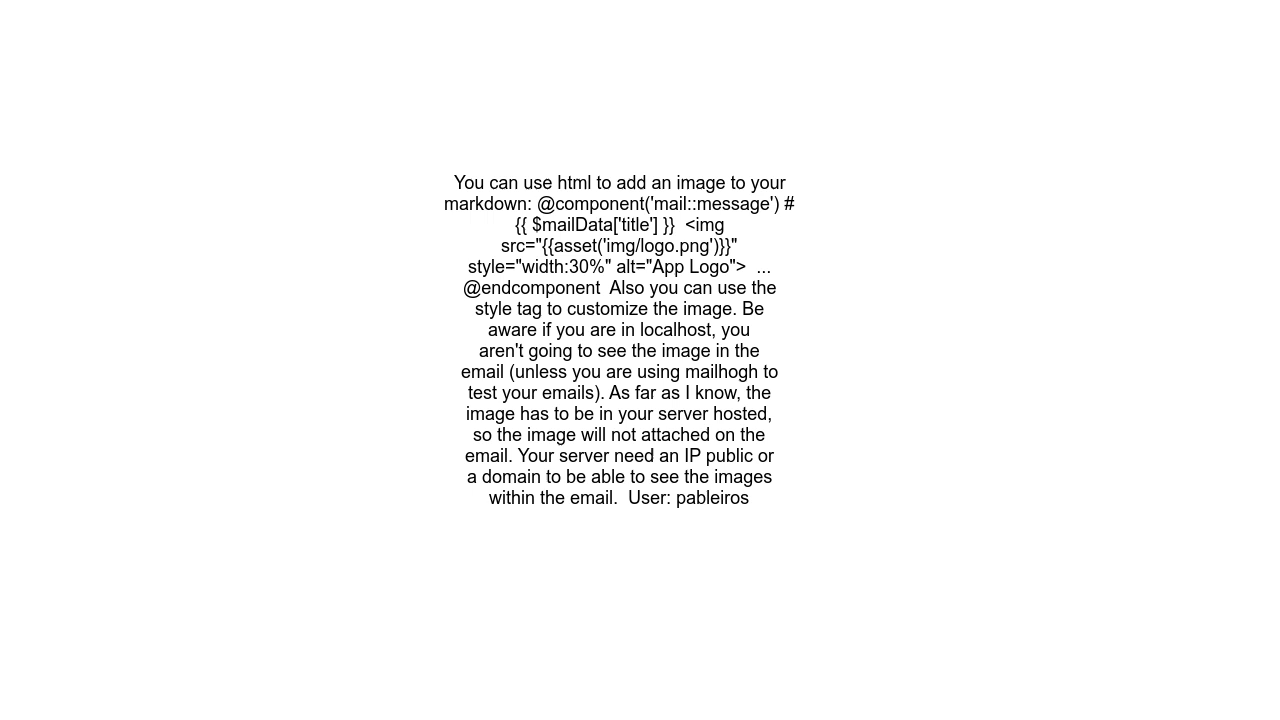 You can use html to add an image to your
markdown: @component('mail::message') #
{{ $mailData['title'] }}  <img
src="{{asset('img/logo.png')}}"
style="width:30%" alt="App Logo">  ...
@endcomponent  Also you can use the
style tag to customize the image. Be
aware if you are in localhost, you
aren't going to see the image in the
email (unless you are using mailhogh to
test your emails). As far as I know, the
image has to be in your server hosted,
so the image will not attached on the
email. Your server need an IP public or
a domain to be able to see the images
within the email.  User: pableiros